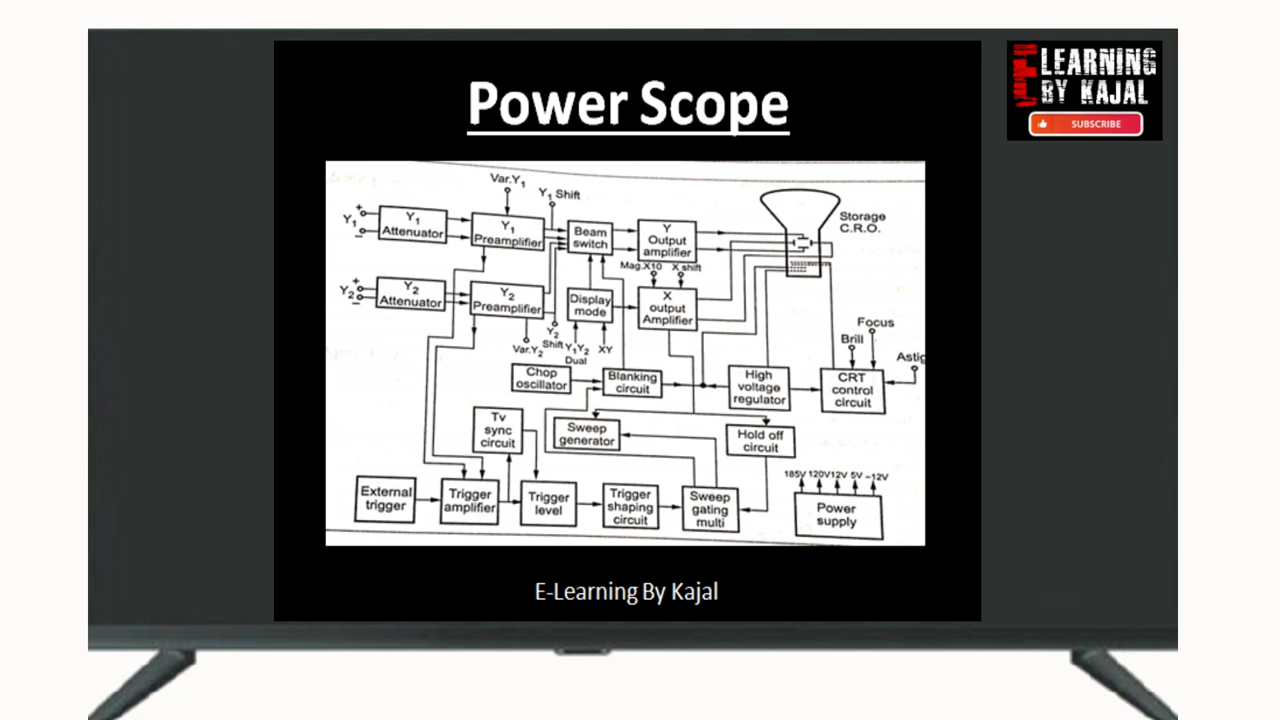 Power Scope
LEARNING
BY KAJAL
SUBSCRIBE
Var.Y1
Y1 Shift
Y1
+
−
Y1
Attenuator
Y1
Preamplifier
Beam
switch
Y
Output
amplifier
Storage
C.R.O.
Mag.X10
X shift
Y2
+
−
Y2
Attenuator
Y2
Preamplifier
Display
mode
X
output
Amplifier
Var.Y2
Y2
Shift
Y1Y2
Dual
XY
Focus
Brill
Astig
Chop
oscillator
Blanking
circuit
High
voltage
regulator
CRT
control
circuit
Tv
sync
circuit
Sweep
generator
Hold off
circuit
185V 120V12V 5V −12V
External
trigger
Trigger
amplifier
Trigger
level
Trigger
shaping
circuit
Sweep
gating
multi
Power
supply
E-Learning By Kajal